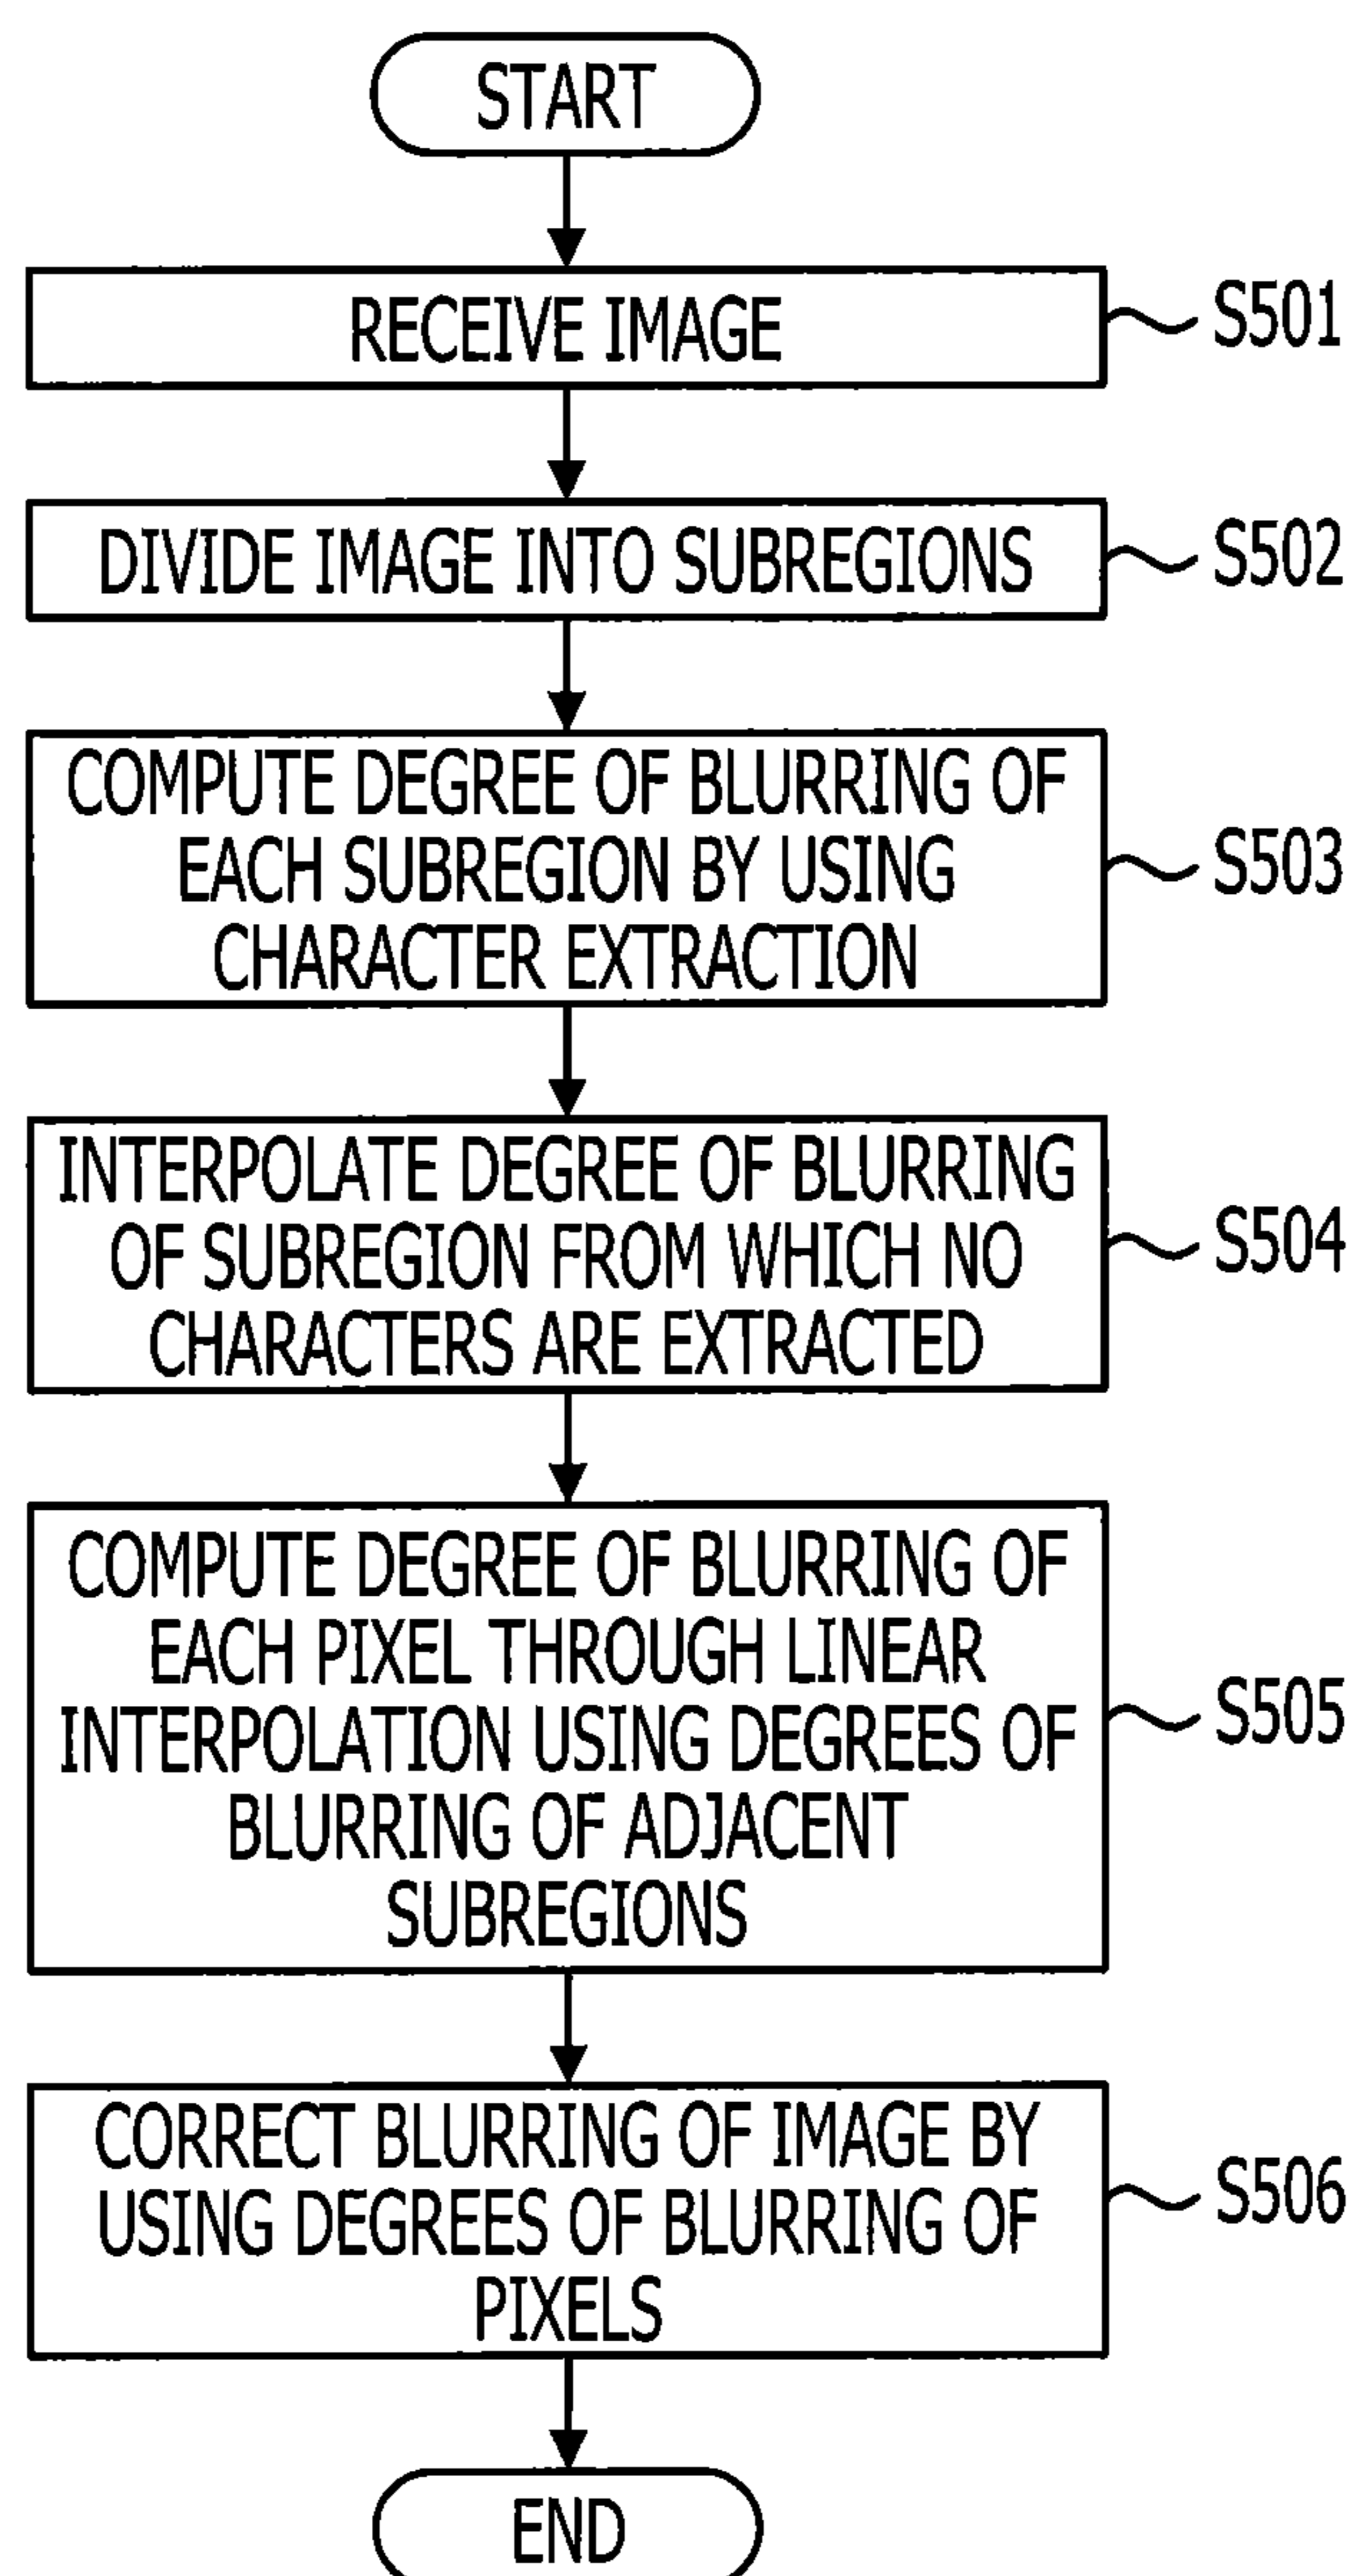 START
RECEIVE IMAGE
S501
DIVIDE IMAGE INTO SUBREGIONS
S502
COMPUTE DEGREE OF BLURRING OF
EACH SUBREGION BY USING
CHARACTER EXTRACTION
S503
INTERPOLATE DEGREE OF BLURRING
OF SUBREGION FROM WHICH NO
CHARACTERS ARE EXTRACTED
S504
COMPUTE DEGREE OF BLURRING OF
EACH PIXEL THROUGH LINEAR
INTERPOLATION USING DEGREES OF
BLURRING OF ADJACENT
SUBREGIONS
S505
CORRECT BLURRING OF IMAGE BY
USING DEGREES OF BLURRING OF
PIXELS
S506
END